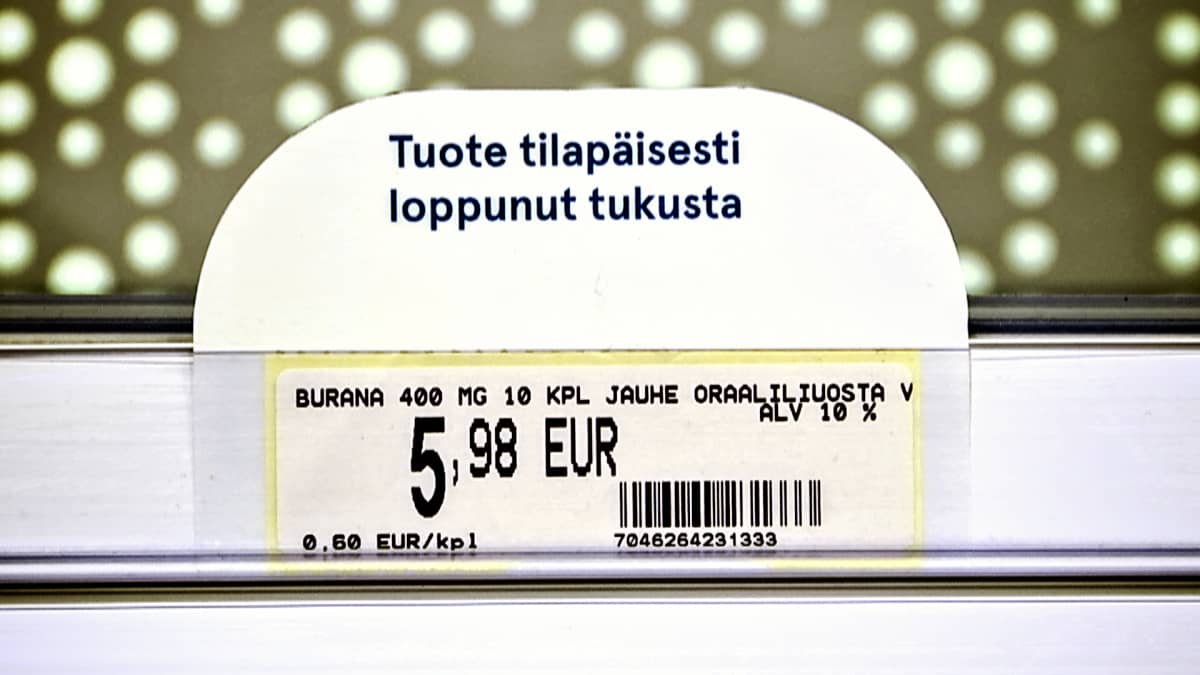 Tuote tilapäisesti
loppunut tukusta
BURANA 400 MG 10 KPL JAUHE ORAALILIUOSTA V
ALV 10 %
5,98 EUR
0,60 EUR/kpl
7046264231333